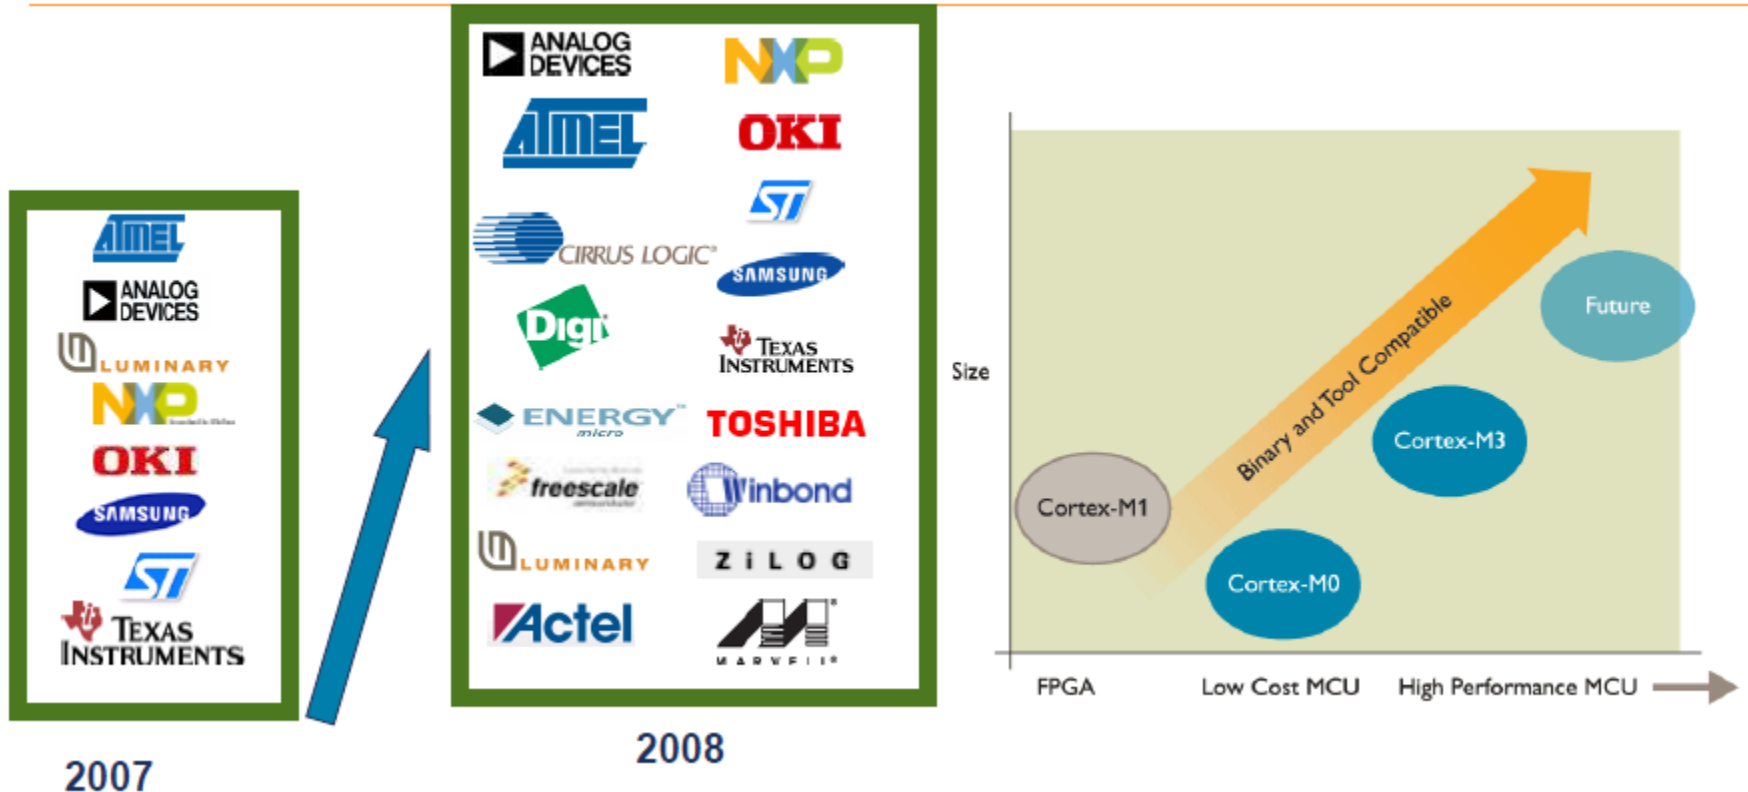 ATMEL
ANALOG
DEVICES
LUMINARY
NXP
OKI
SAMSUNG
ST
TEXAS
INSTRUMENTS
2007
ANALOG
DEVICES
ATMEL
CIRRUS LOGIC®
Digi
ENERGY™
micro
freescale
LUMINARY
Actel
NXP
OKI
ST
SAMSUNG
TEXAS
INSTRUMENTS
TOSHIBA
Winbond
ZiLOG
MARVELL®
2008
Size
Binary and Tool Compatible
Future
Cortex-M3
Cortex-M1
Cortex-M0
FPGA
Low Cost MCU
High Performance MCU